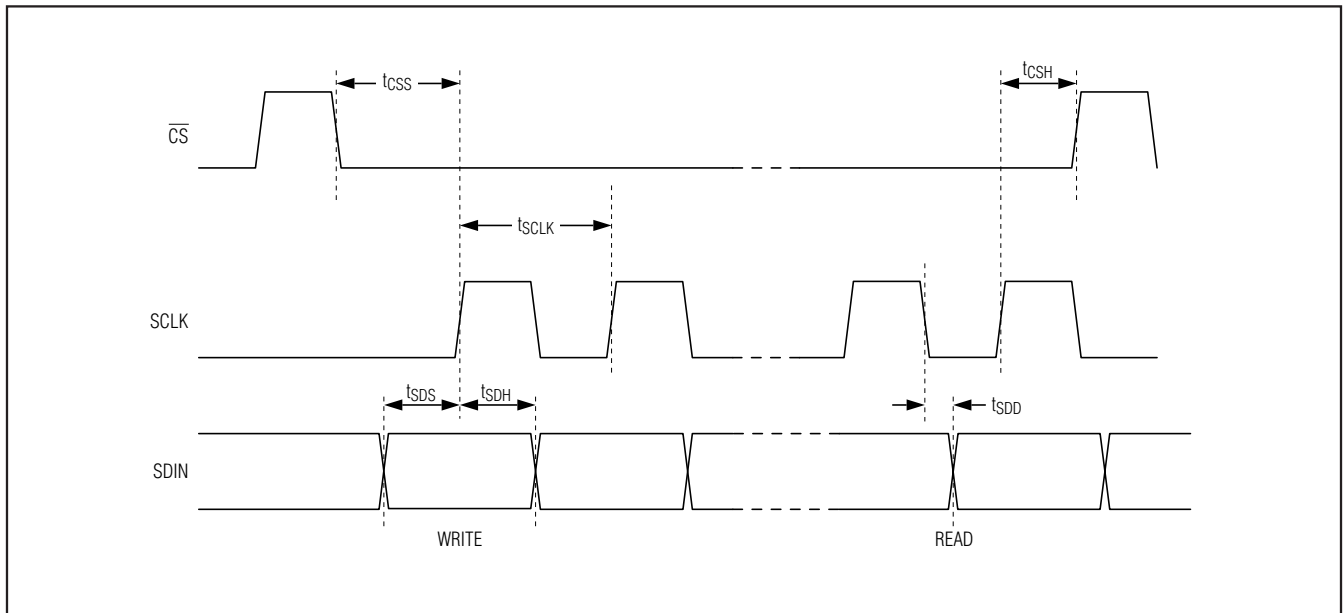 tCSS
tCSH
CS
tSCLK
SCLK
tSDS
tSDH
tSDD
SDIN
WRITE
READ